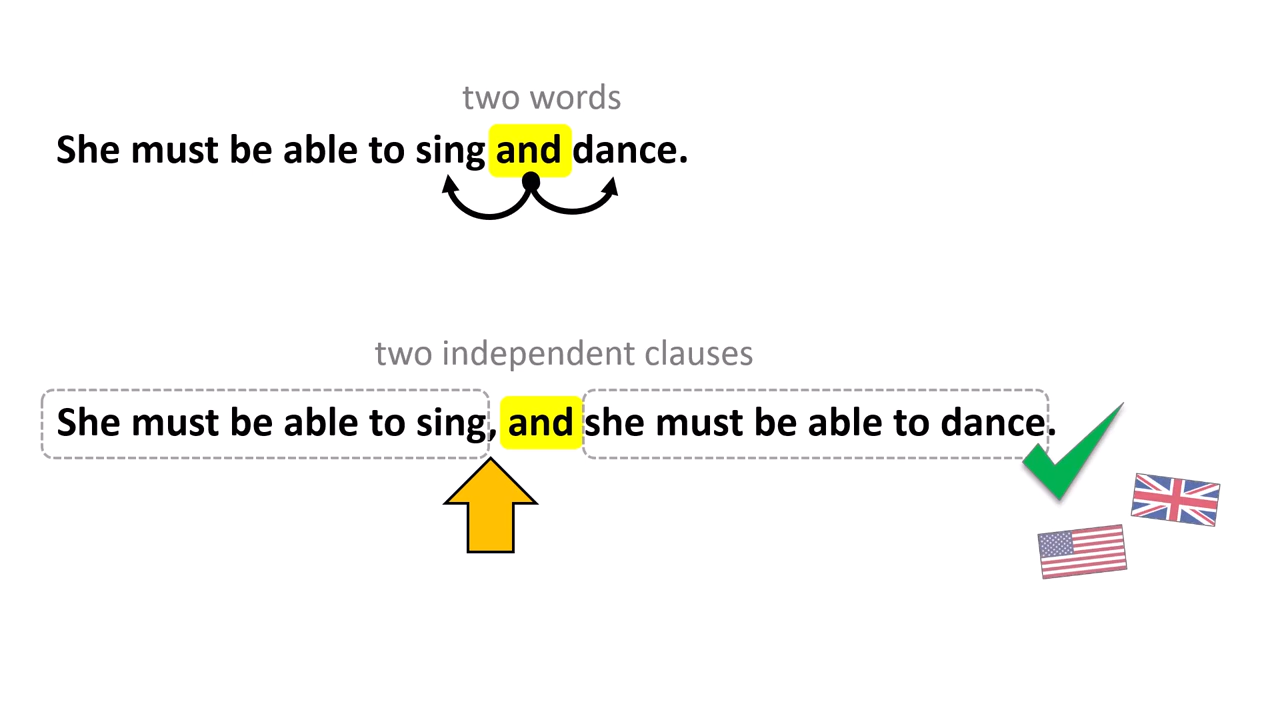 two words
She must be able to sing and dance.
two independent clauses
She must be able to sing, and she must be able to dance.